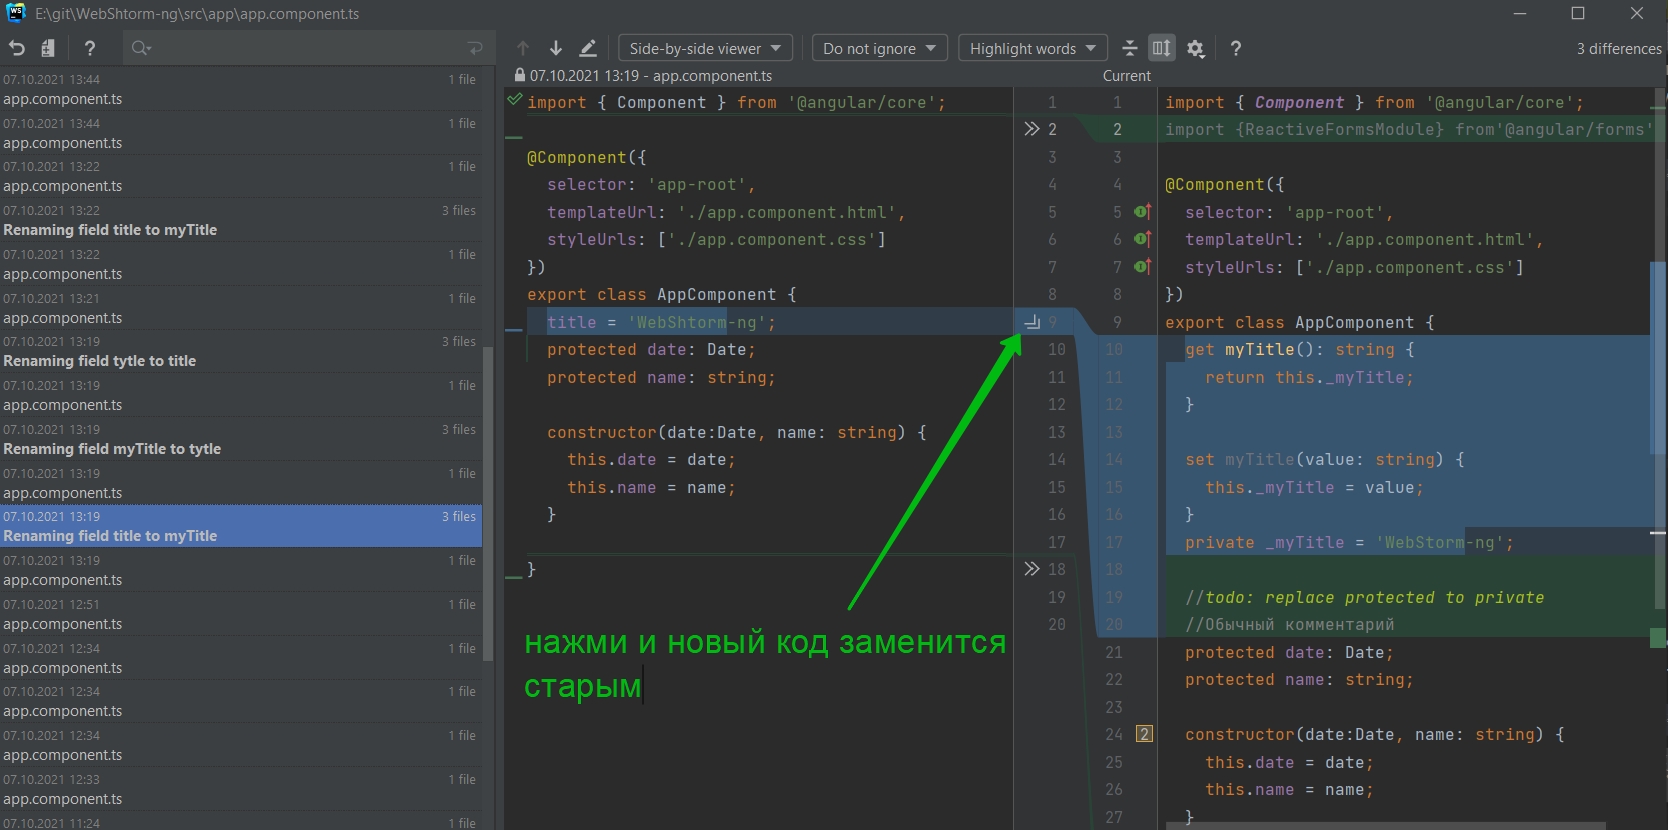 WS E:\git\WebShtorm-ng\src\app\app.component.ts
? Side-by-side viewer Do not ignore Highlight words ? 3 differences
07.10.2021 13:44 1 file
app.component.ts
07.10.2021 13:44 1 file
app.component.ts
07.10.2021 13:22 1 file
app.component.ts
07.10.2021 13:22 3 files
Renaming field title to myTitle
07.10.2021 13:22 1 file
app.component.ts
07.10.2021 13:21 1 file
app.component.ts
07.10.2021 13:19 3 files
Renaming field tytle to title
07.10.2021 13:19 1 file
app.component.ts
07.10.2021 13:19 3 files
Renaming field myTitle to tytle
07.10.2021 13:19 1 file
app.component.ts
07.10.2021 13:19 3 files
Renaming field title to myTitle
07.10.2021 13:19 1 file
app.component.ts
07.10.2021 12:51 1 file
app.component.ts
07.10.2021 12:34 1 file
app.component.ts
07.10.2021 12:34 1 file
app.component.ts
07.10.2021 12:34 1 file
app.component.ts
07.10.2021 12:33 1 file
app.component.ts
07.10.2021 11:24 1 file
07.10.2021 13:19 - app.component.ts
import { Component } from '@angular/core'; 1
2
3
@Component({
selector: 'app-root', 4
templateUrl: './app.component.html', 5
styleUrls: ['./app.component.css'] 6
}) 7
export class AppComponent { 8
title = 'WebShtorm-ng'; 9
protected date: Date; 10
protected name: string; 11
12
constructor(date:Date, name: string) { 13
this.date = date; 14
this.name = name; 15
} 16
17
} 18
19
20
нажми и новый код заменится
старым
Current
1 import { Component } from '@angular/core';
2 import {ReactiveFormsModule} from'@angular/forms'
3
4 @Component({
5 selector: 'app-root',
6 templateUrl: './app.component.html',
7 styleUrls: ['./app.component.css']
8 })
9 export class AppComponent {
10 get myTitle(): string {
11 return this._myTitle;
12 }
13
14 set myTitle(value: string) {
15 this._myTitle = value;
16 }
17 private _myTitle = 'WebStorm-ng';
18
19 //todo: replace protected to private
20 //Обычный комментарий
21 protected date: Date;
22 protected name: string;
23
24 2 constructor(date:Date, name: string) {
25 this.date = date;
26 this.name = name;
27 }